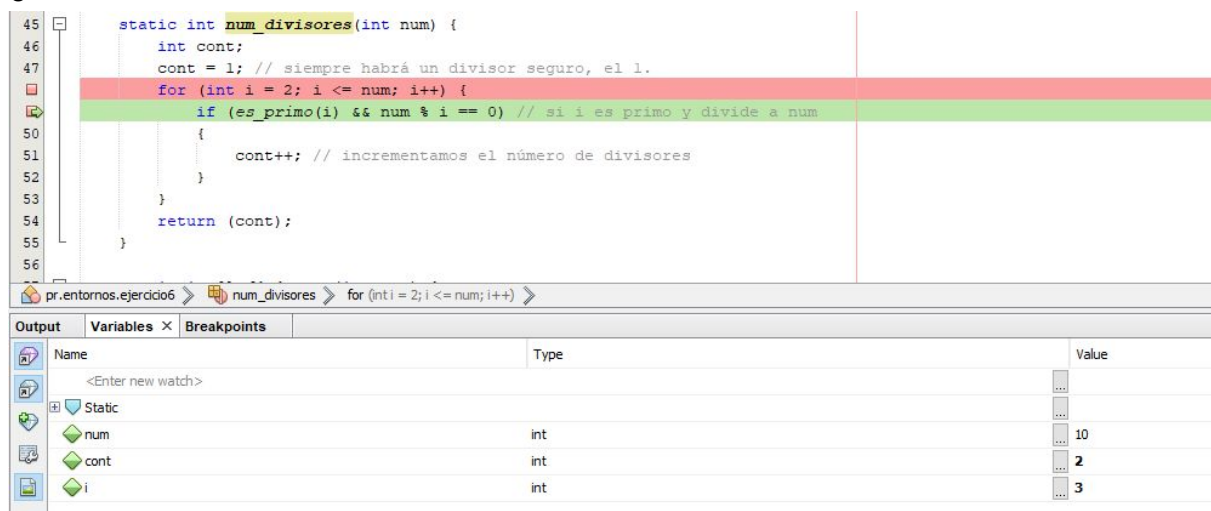 45 static int num_divisores(int num) {
46 int cont;
47 cont = 1; // siempre habrá un divisor seguro, el 1.
for (int i = 2; i <= num; i++) {
if (es_primo(i) && num % i == 0) // si i es primo y divide a num
50 {
51 cont++; // incrementamos el número de divisores
52 }
53 }
54 return (cont);
55 }
56
pr.entornos.ejercicio6 num_divisores for (int i = 2; i <= num; i++)
Output Variables × Breakpoints
Name Type Value
<Enter new watch> ...
Static ...
num int ... 10
cont int ... 2
i int ... 3